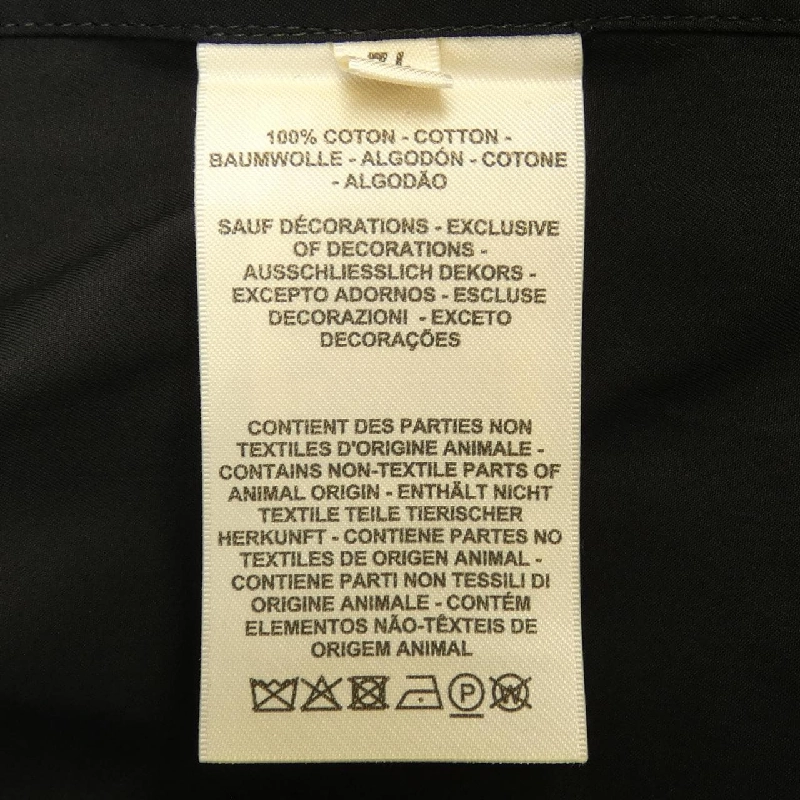 100% COTON - COTTON -
BAUMWOLLE - ALGODÓN - COTONE
- ALGODÃO
SAUF DÉCORATIONS - EXCLUSIVE
OF DECORATIONS -
AUSSCHLIESSLICH DEKORS -
EXCEPTO ADORNOS - ESCLUSE
DECORAZIONI - EXCETO
DECORAÇÕES
CONTIENT DES PARTIES NON
TEXTILES D'ORIGINE ANIMALE -
CONTAINS NON-TEXTILE PARTS OF
ANIMAL ORIGIN - ENTHÄLT NICHT
TEXTILE TEILE TIERISCHER
HERKUNFT - CONTIENE PARTES NO
TEXTILES DE ORIGEN ANIMAL -
CONTIENE PARTI NON TESSILI DI
ORIGINE ANIMALE - CONTÉM
ELEMENTOS NÃO-TÊXTEIS DE
ORIGEM ANIMAL
P W